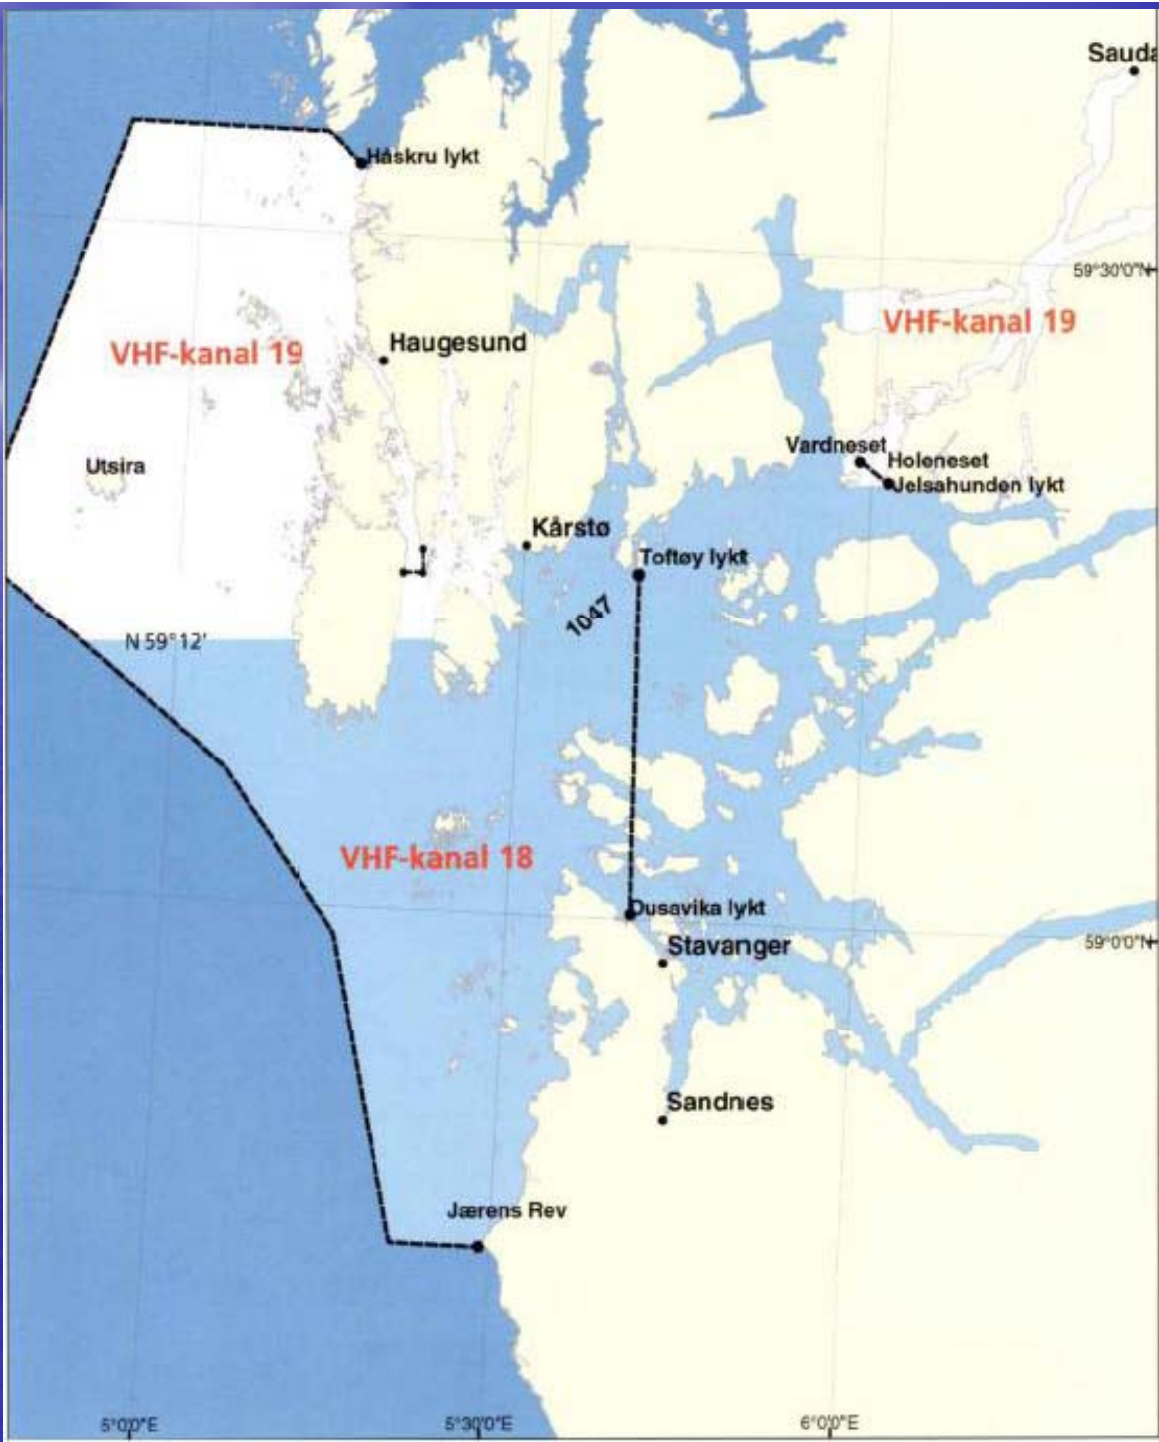 Sauda
Håskru lykt
59°30'0"N
VHF-kanal 19
VHF-kanal 19
Haugesund
Vardneset
Holeneset
Utsira
Jelsahunden lykt
Kårstø
Toftøy lykt
1047
N 59°12'
VHF-kanal 18
Dusavika lykt
59°0'0"N
Stavanger
Sandnes
Jærens Rev
5°0'0"E
5°30'0"E
6°0'0"E